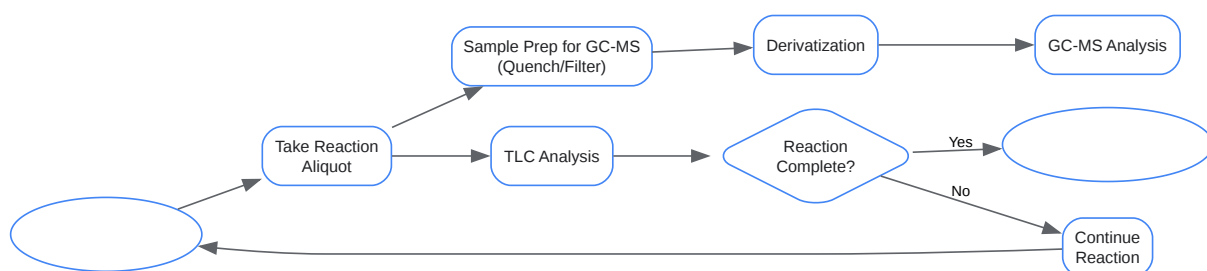 Sample Prep for GC-MS
(Quench/Filter)
Derivatization
GC-MS Analysis
Take Reaction
Aliquot
TLC Analysis
Reaction
Complete?
Yes
No
Continue
Reaction